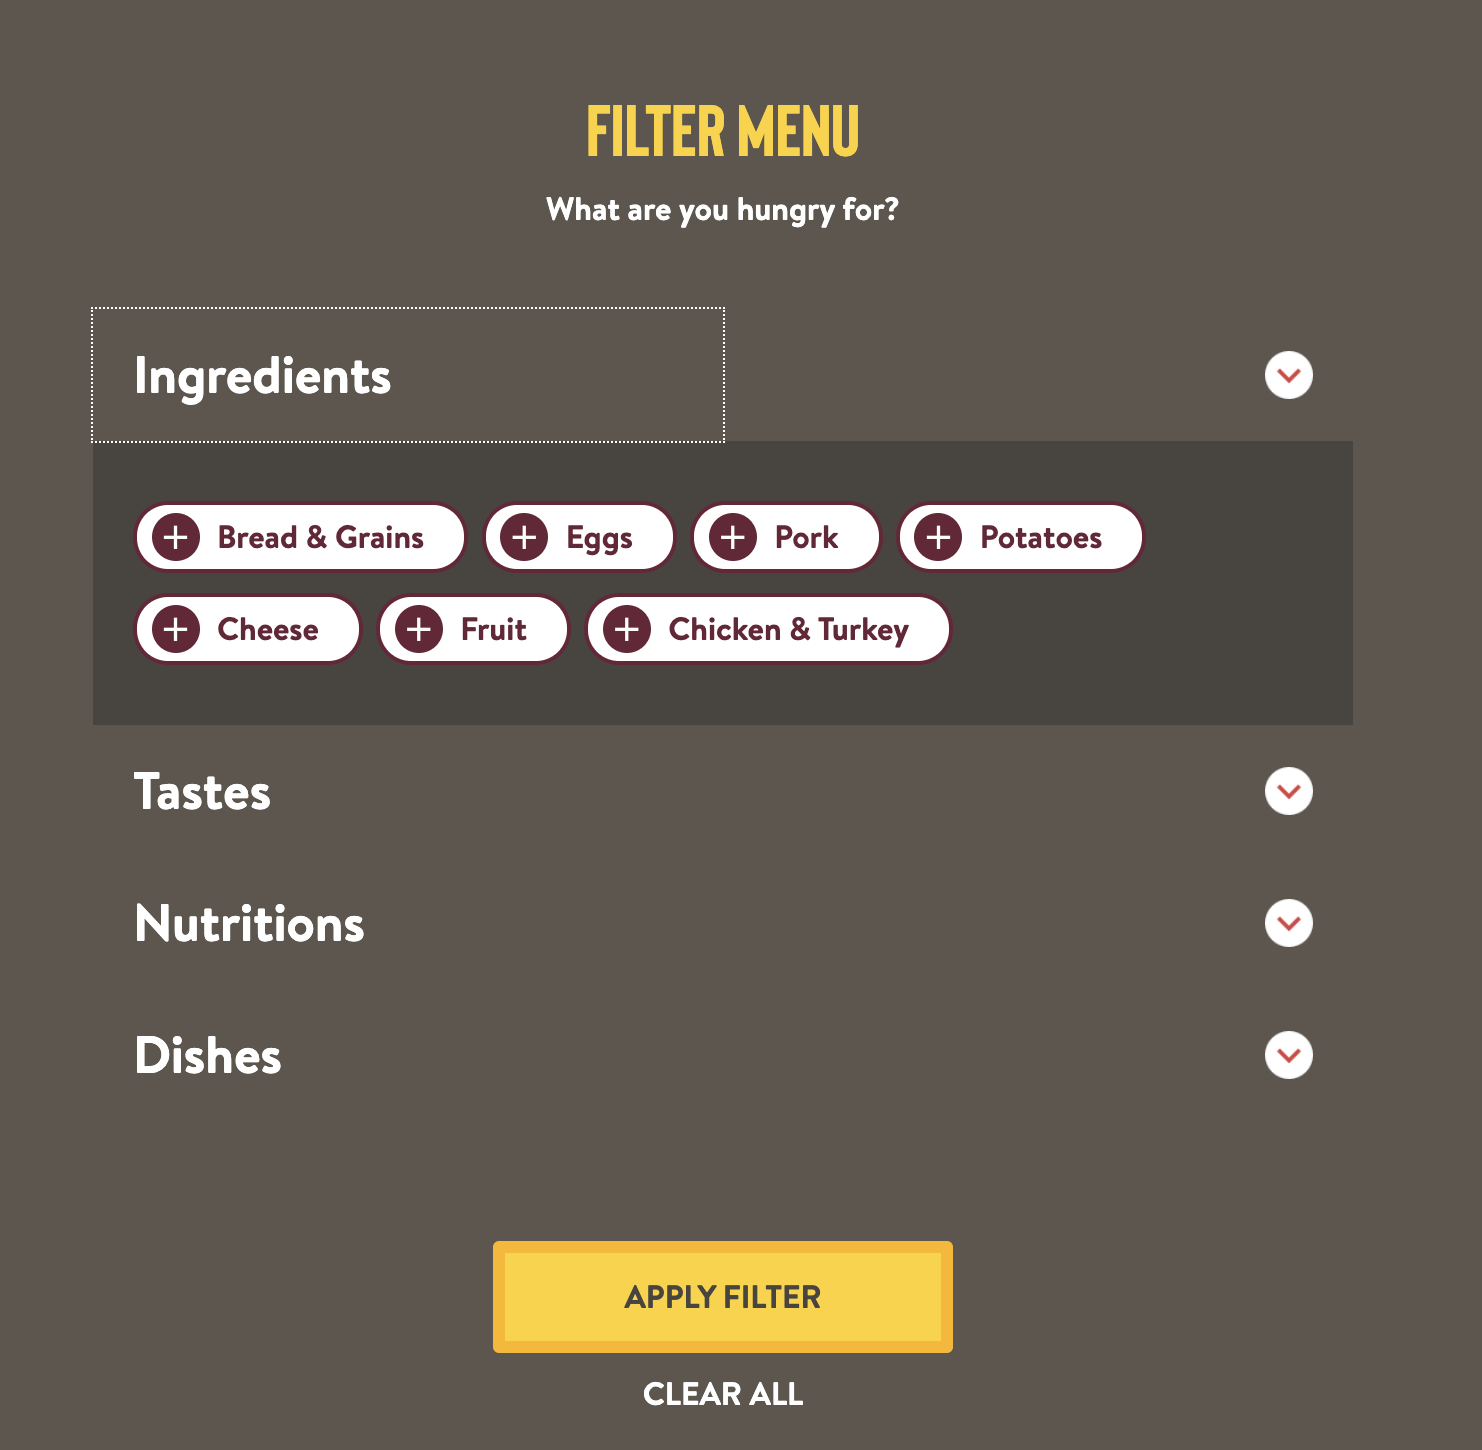 FILTER MENU
What are you hungry for?
Ingredients
Bread & Grains Eggs Pork Potatoes
Cheese Fruit Chicken & Turkey
Tastes
Nutritions
Dishes
APPLY FILTER
CLEAR ALL